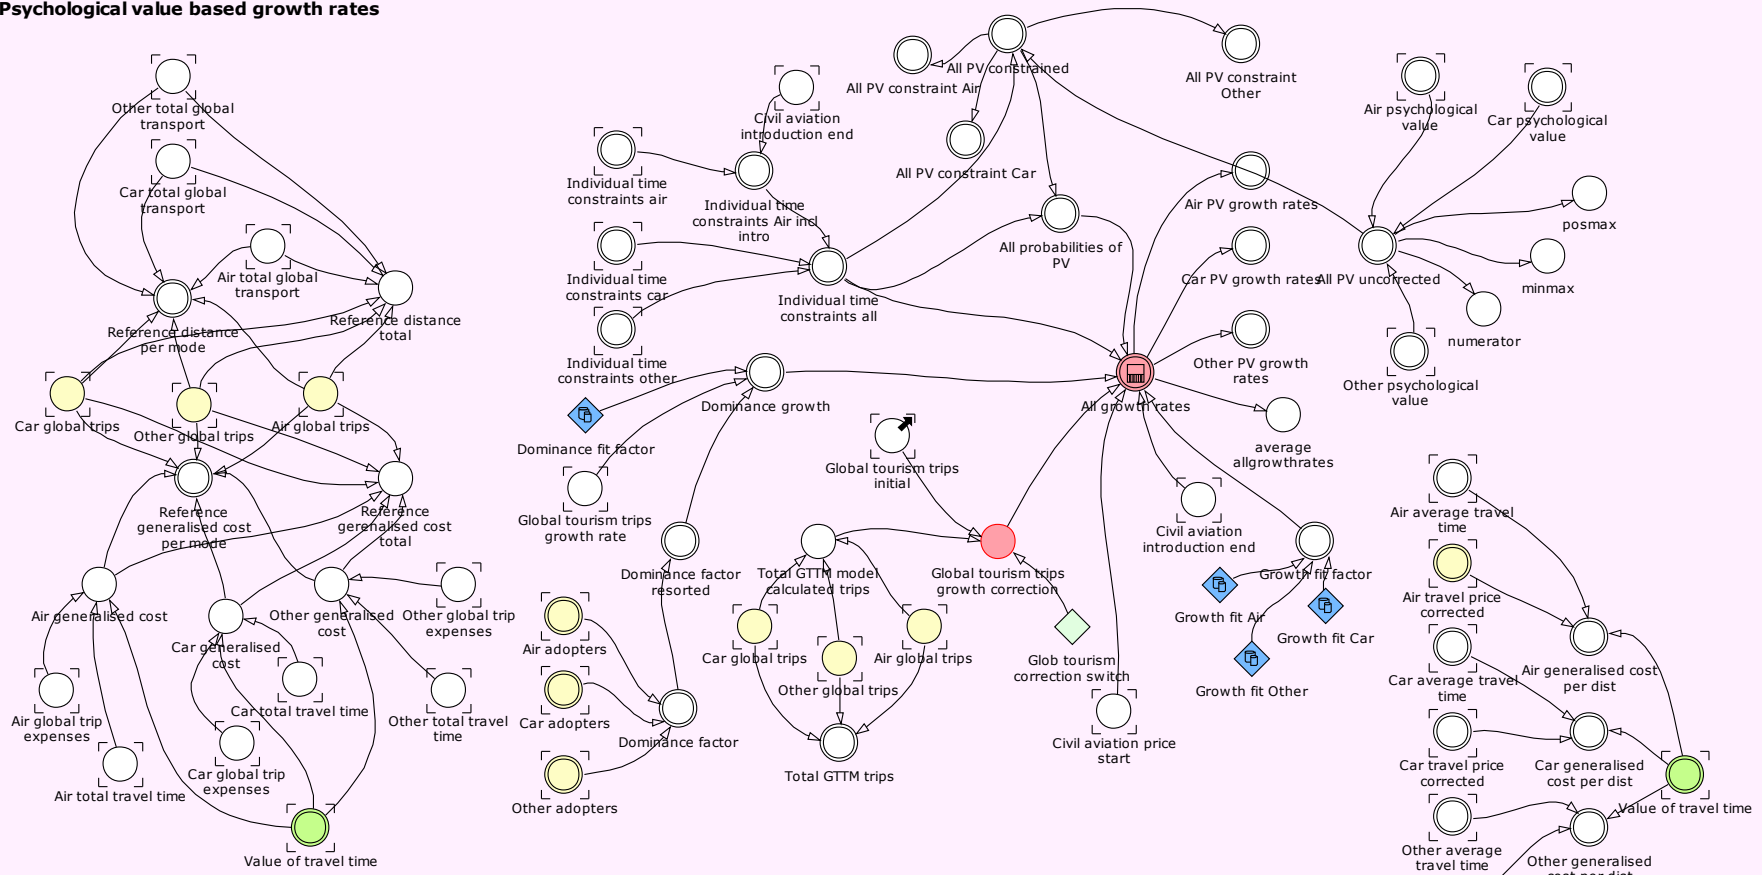 Psychological value based growth rates
Other total global
transport
Car total global
transport
Air total global
transport
Reference distance
per mode
Reference distance
total
Car global trips
Other global trips
Air global trips
Reference
generalised cost
per mode
Reference
generalised cost
total
Air generalised cost
Car generalised
cost
Other generalised
cost
Other global trip
expenses
Air global trip
expenses
Car total travel time
Other total travel
time
Air total travel time
Car global trip
expenses
Value of travel time
All PV constrained
All PV constraint Air
All PV constraint
Other
Civil aviation
introduction end
All PV constraint Car
Individual time
constraints air
Individual time
constraints Air incl
intro
Individual time
constraints car
Individual time
constraints all
Individual time
constraints other
All probabilities of
PV
Air PV growth rates
Car PV growth rates
Other PV growth
rates
All growth rates
average
allgrowthrates
Air psychological
value
Car psychological
value
posmax
All PV uncorrected
minmax
numerator
Other psychological
value
Dominance growth
Dominance fit factor
Global tourism trips
growth rate
Global tourism trips
initial
Dominance factor
resorted
Total GTTM model
calculated trips
Global tourism trips
growth correction
Civil aviation
introduction end
Growth fit factor
Growth fit Air
Growth fit Car
Growth fit Other
Air adopters
Car adopters
Other adopters
Dominance factor
Car global trips
Other global trips
Air global trips
Total GTTM trips
Glob tourism
correction switch
Civil aviation price
start
Air average travel
time
Air travel price
corrected
Air generalised cost
per dist
Car average travel
time
Car travel price
corrected
Car generalised
cost per dist
Value of travel time
Other average
travel time
Other generalised
cost per dist